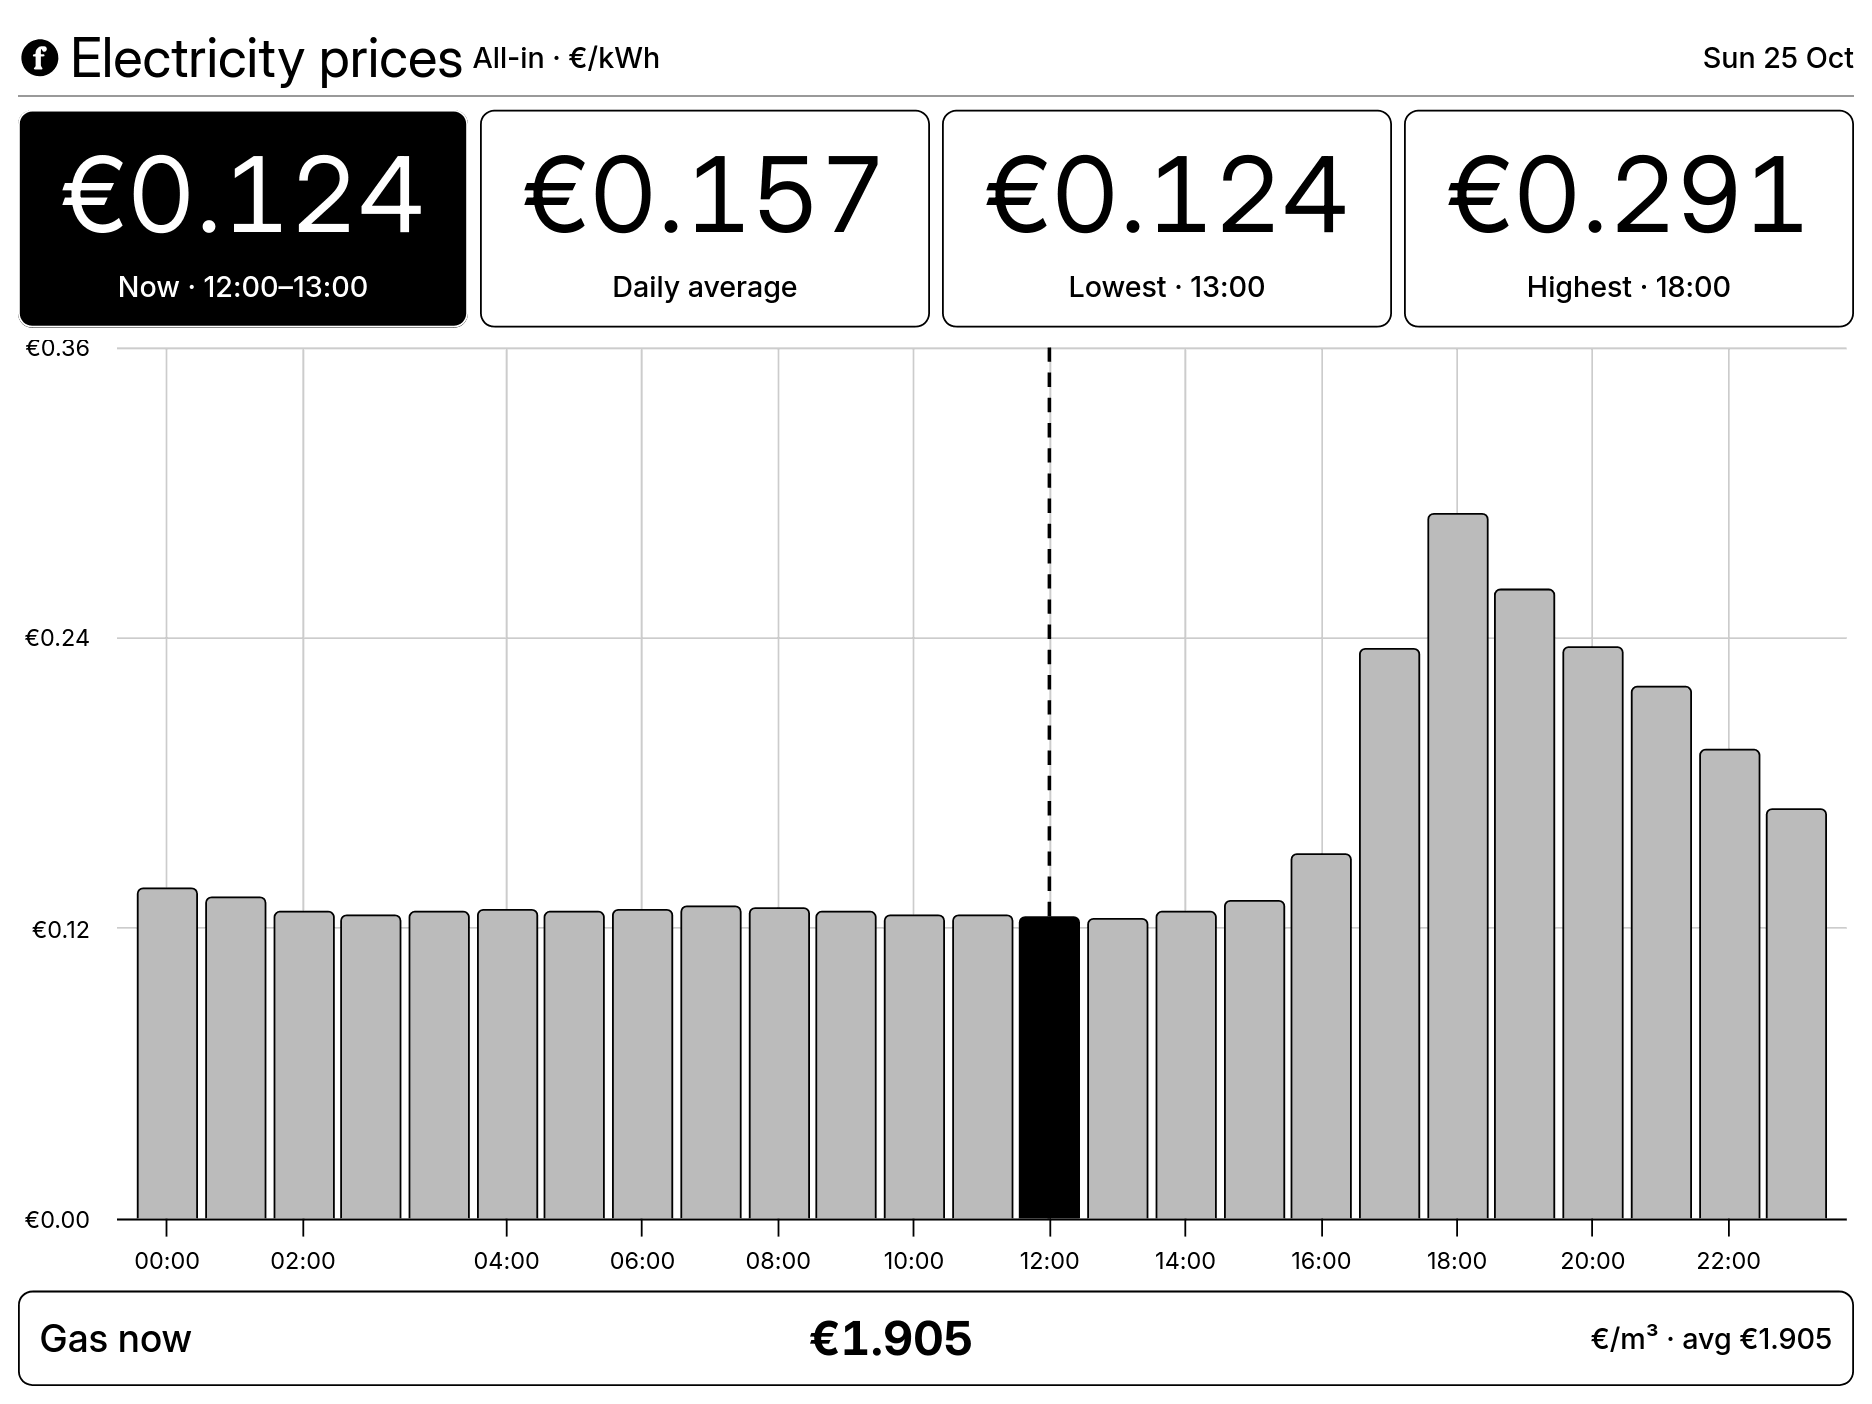 f Electricity prices All-in · €/kWh Sun 25 Oct
€0.124 €0.157 €0.124 €0.291
Now · 12:00–13:00 Daily average Lowest · 13:00 Highest · 18:00
€0.36
€0.24
€0.12
€0.00
00:00 02:00 04:00 06:00 08:00 10:00 12:00 14:00 16:00 18:00 20:00 22:00
Gas now €1.905 €/m³ · avg €1.905